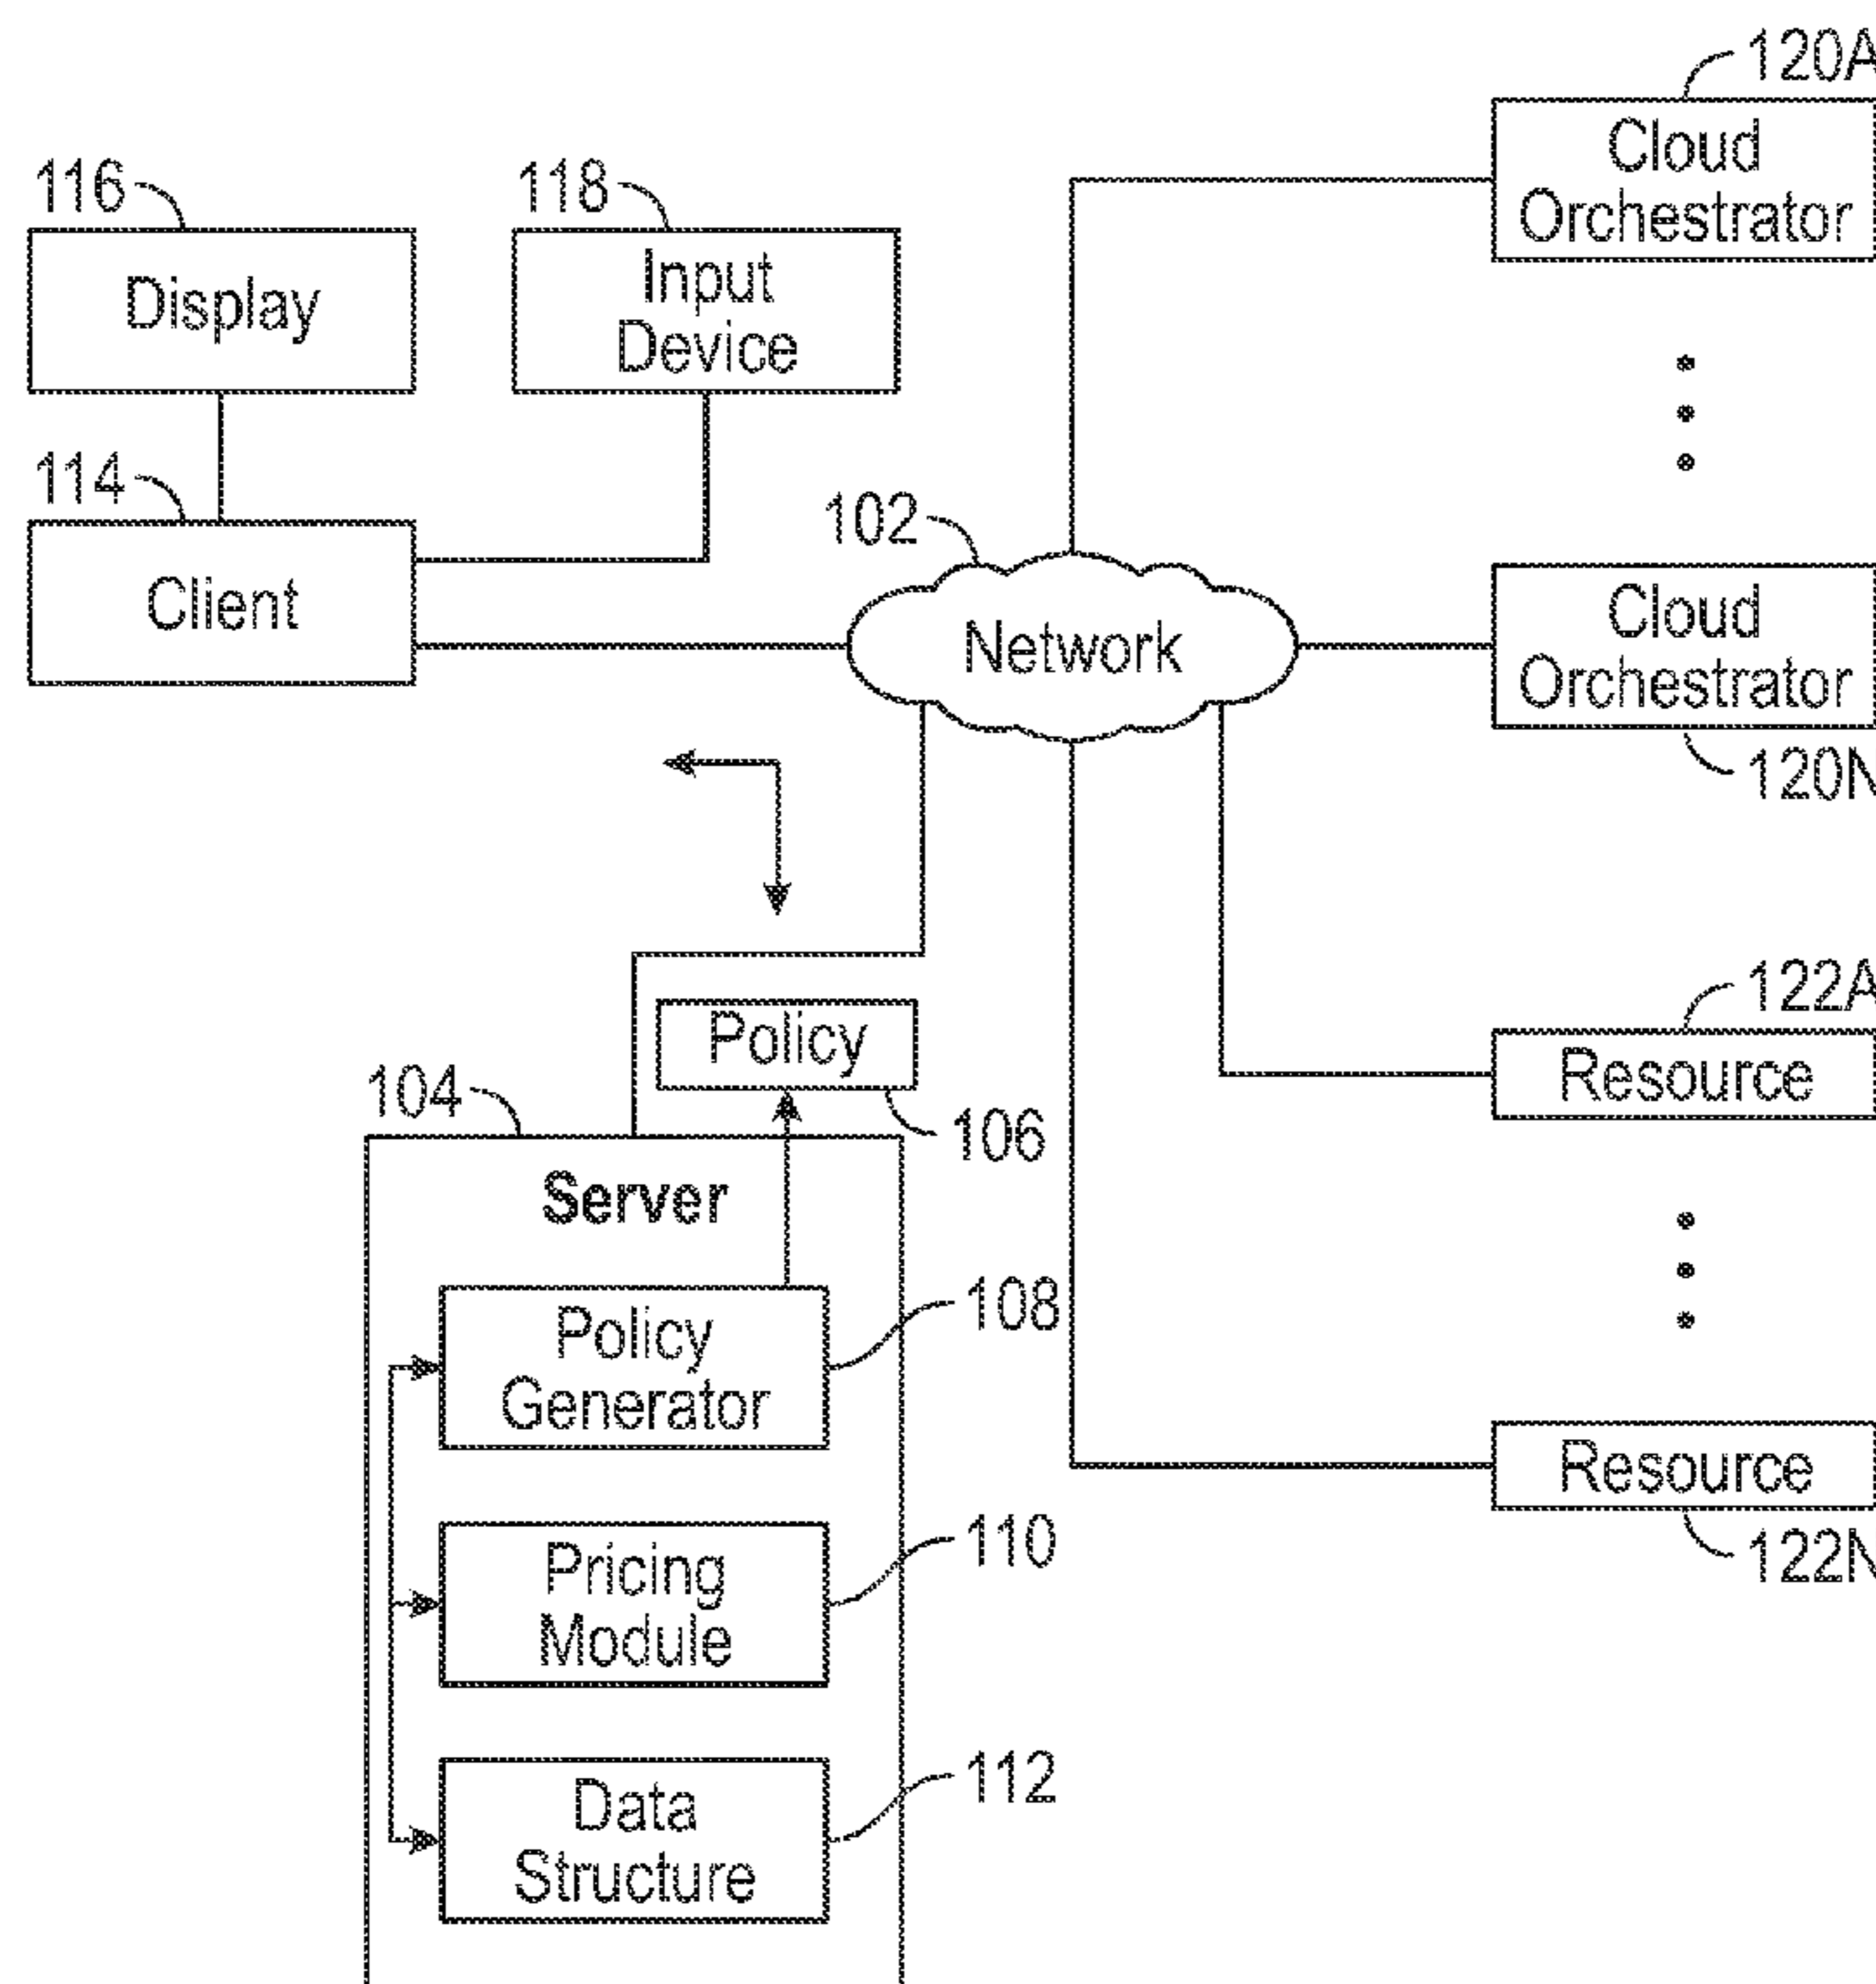 120A
Cloud
Orchestrator
116
Display
118
Input
Device
114
Client
102
Network
Cloud
Orchestrator
120N
Policy
106
122A
Resource
104
Server
108
Policy
Generator
Resource
122N
110
Pricing
Module
112
Data
Structure